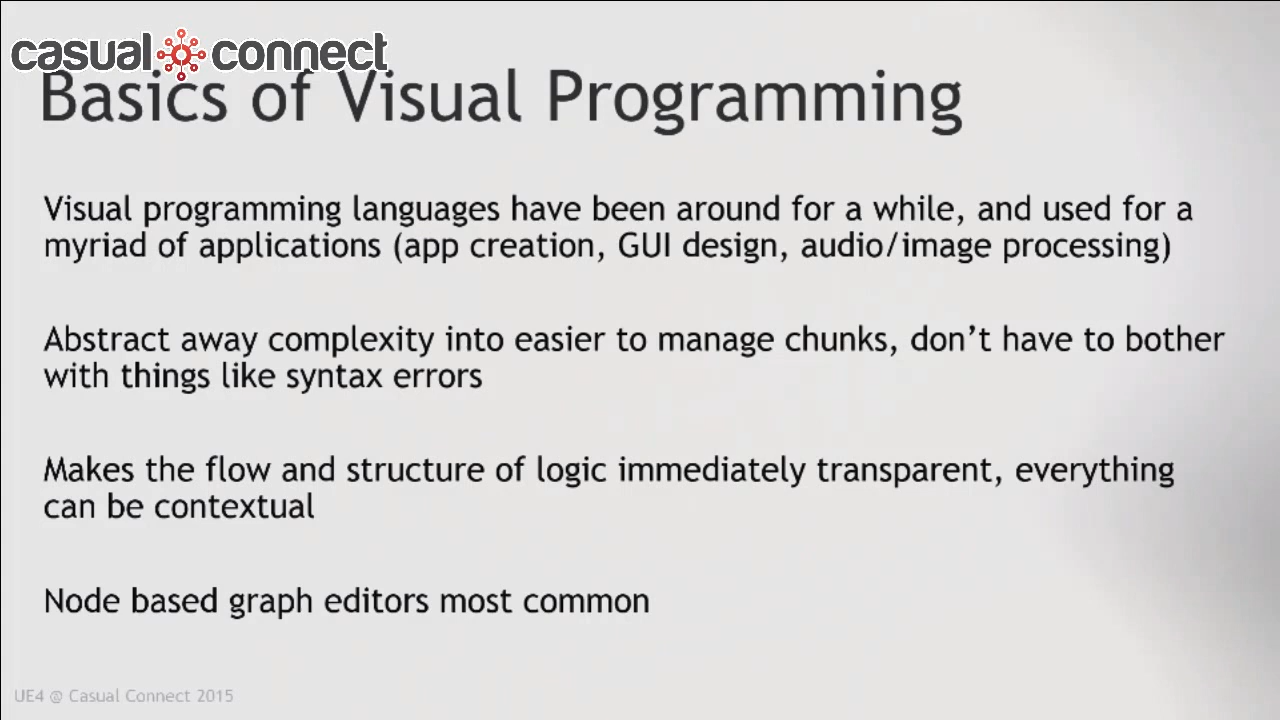 casual connect
Basics of Visual Programming
Visual programming languages have been around for a while, and used for a
myriad of applications (app creation, GUI design, audio/image processing)
Abstract away complexity into easier to manage chunks, don’t have to bother
with things like syntax errors
Makes the flow and structure of logic immediately transparent, everything
can be contextual
Node based graph editors most common
UE4 @ Casual Connect 2015